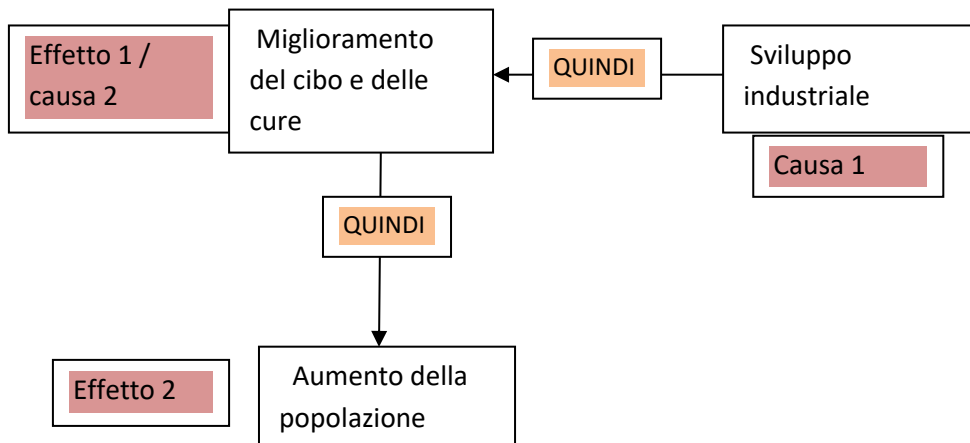 Effetto 1 /
causa 2
Miglioramento
del cibo e delle
cure
QUINDI
Sviluppo
industriale
Causa 1
QUINDI
Effetto 2
Aumento della
popolazione